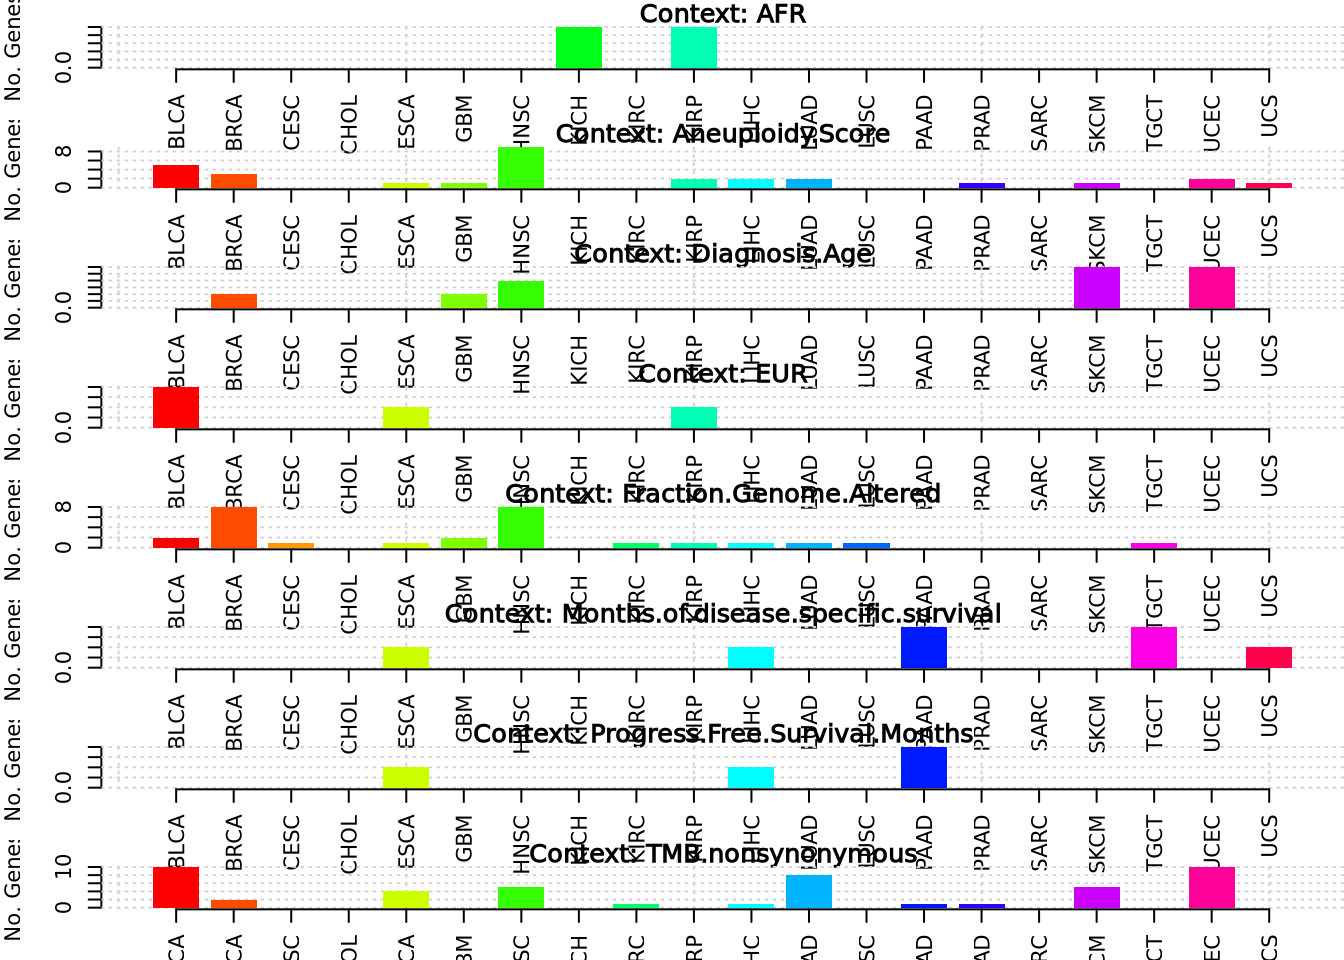 Context: AFR
No. Genes
0.0
BLCA BRCA CESC CHOL ESCA GBM HNSC KICH KIRC KIRP LIHC LUAD LUSC PAAD PRAD SARC SKCM TGCT UCEC UCS
Context: Aneuploidy.Score
No. Genes
0 8
BLCA BRCA CESC CHOL ESCA GBM HNSC KICH KIRC KIRP LIHC LUAD LUSC PAAD PRAD SARC SKCM TGCT UCEC UCS
Context: Diagnosis.Age
No. Genes
0.0
BLCA BRCA CESC CHOL ESCA GBM HNSC KICH KIRC KIRP LIHC LUAD LUSC PAAD PRAD SARC SKCM TGCT UCEC UCS
Context: EUR
No. Genes
0.0
BLCA BRCA CESC CHOL ESCA GBM HNSC KICH KIRC KIRP LIHC LUAD LUSC PAAD PRAD SARC SKCM TGCT UCEC UCS
Context: Fraction.Genome.Altered
No. Genes
0 8
BLCA BRCA CESC CHOL ESCA GBM HNSC KICH KIRC KIRP LIHC LUAD LUSC PAAD PRAD SARC SKCM TGCT UCEC UCS
Context: Months.of.disease.specific.survival
No. Genes
0.0
BLCA BRCA CESC CHOL ESCA GBM HNSC KICH KIRC KIRP LIHC LUAD LUSC PAAD PRAD SARC SKCM TGCT UCEC UCS
Context: Progress.Free.Survival.Months
No. Genes
0.0
BLCA BRCA CESC CHOL ESCA GBM HNSC KICH KIRC KIRP LIHC LUAD LUSC PAAD PRAD SARC SKCM TGCT UCEC UCS
Context: TMB.nonsynonymous
No. Genes
0 10